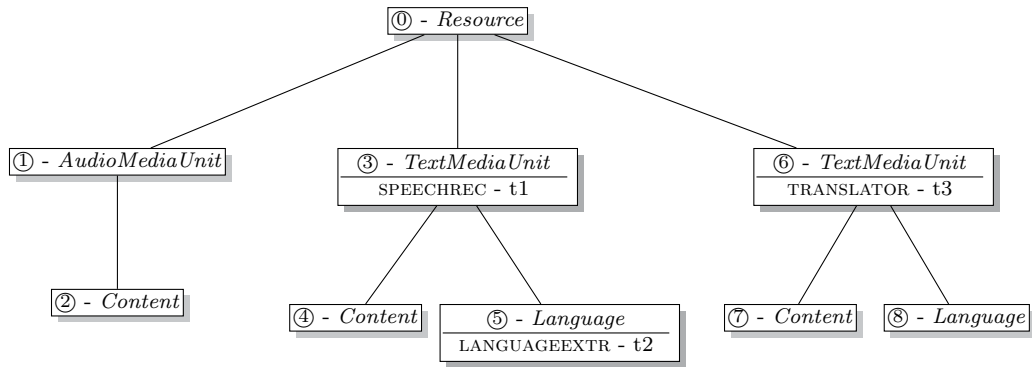 ⓪ - Resource
① - AudioMediaUnit
③ - TextMediaUnit
SPEECHREC - t1
⑥ - TextMediaUnit
TRANSLATOR - t3
② - Content
④ - Content
⑤ - Language
LANGUAGEEXTR - t2
⑦ - Content
⑧ - Language